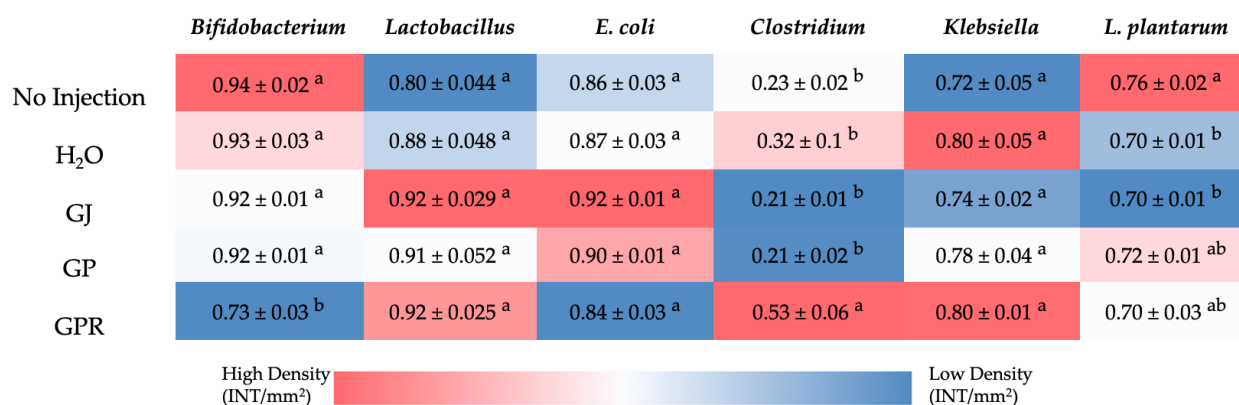 Bifidobacterium Lactobacillus E. coli Clostridium Klebsiella L. plantarum
No Injection 0.94 ± 0.02 a 0.80 ± 0.044 a 0.86 ± 0.03 a 0.23 ± 0.02 b 0.72 ± 0.05 a 0.76 ± 0.02 a
H₂O 0.93 ± 0.03 a 0.88 ± 0.048 a 0.87 ± 0.03 a 0.32 ± 0.1 b 0.80 ± 0.05 a 0.70 ± 0.01 b
GJ 0.92 ± 0.01 a 0.92 ± 0.029 a 0.92 ± 0.01 a 0.21 ± 0.01 b 0.74 ± 0.02 a 0.70 ± 0.01 b
GP 0.92 ± 0.01 a 0.91 ± 0.052 a 0.90 ± 0.01 a 0.21 ± 0.02 b 0.78 ± 0.04 a 0.72 ± 0.01 ab
GPR 0.73 ± 0.03 b 0.92 ± 0.025 a 0.84 ± 0.03 a 0.53 ± 0.06 a 0.80 ± 0.01 a 0.70 ± 0.03 ab
High Density
(INT/mm²)
Low Density
(INT/mm²)